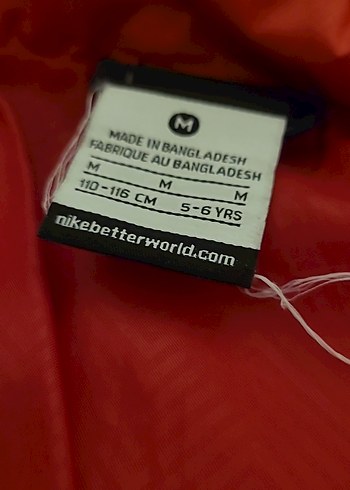 M
MADE IN BANGLADESH
FABRIQUE AU BANGLADESH
M M M
110-116 CM 5-6 YRS
nikebetterworld.com